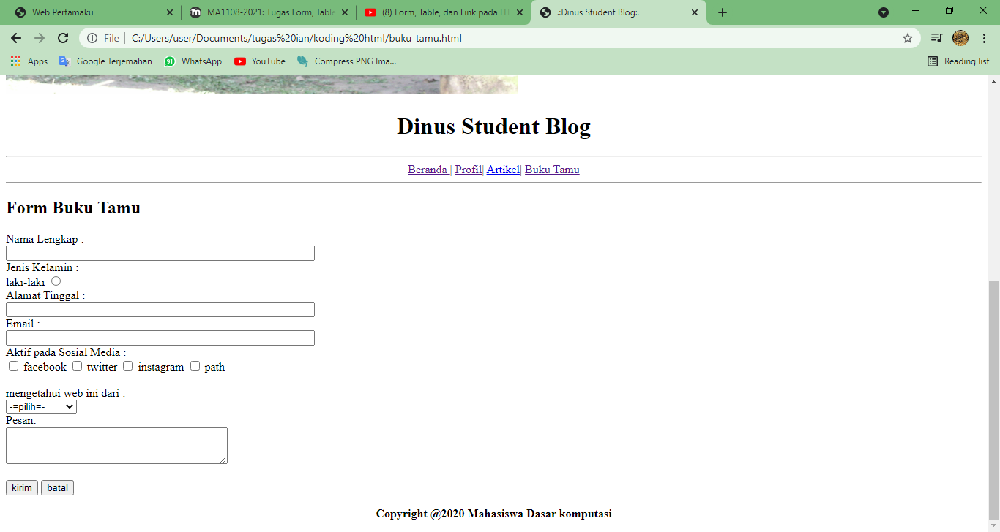 Web Pertamaku
MA1108-2021: Tugas Form, Table
(8) Form, Table, dan Link pada HT
.:Dinus Student Blog:.
File
C:/Users/user/Documents/tugas%20ian/koding%20html/buku-tamu.html
Apps
Google Terjemahan
91
WhatsApp
YouTube
Compress PNG Ima...
Reading list
Dinus Student Blog
Beranda | Profil| Artikel| Buku Tamu
Form Buku Tamu
Nama Lengkap :
Jenis Kelamin :
laki-laki
Alamat Tinggal :
Email :
Aktif pada Sosial Media :
facebook twitter instagram path
mengetahui web ini dari :
-=pilih=-
Pesan:
kirim batal
Copyright @2020 Mahasiswa Dasar komputasi